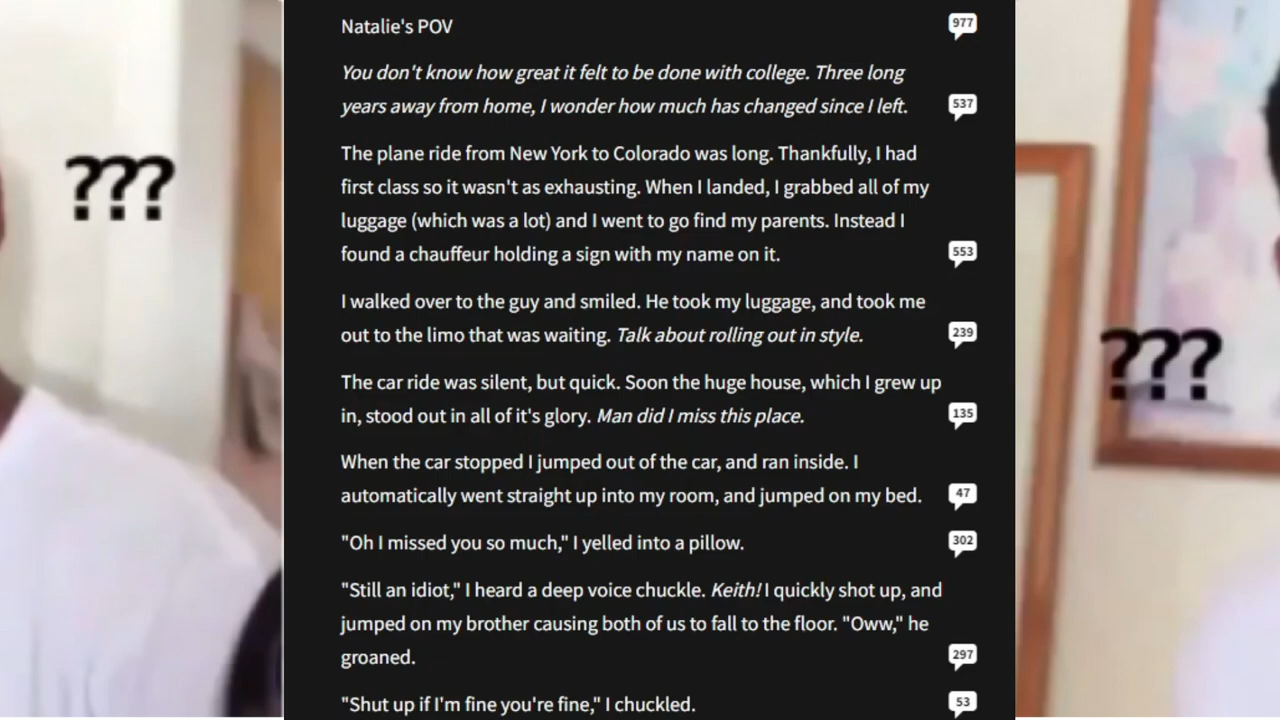 Natalie's POV
977
You don't know how great it felt to be done with college. Three long
years away from home, I wonder how much has changed since I left.
537
The plane ride from New York to Colorado was long. Thankfully, I had
first class so it wasn't as exhausting. When I landed, I grabbed all of my
luggage (which was a lot) and I went to go find my parents. Instead I
found a chauffeur holding a sign with my name on it.
553
I walked over to the guy and smiled. He took my luggage, and took me
out to the limo that was waiting. Talk about rolling out in style.
239
The car ride was silent, but quick. Soon the huge house, which I grew up
in, stood out in all of it's glory. Man did I miss this place.
135
When the car stopped I jumped out of the car, and ran inside. I
automatically went straight up into my room, and jumped on my bed.
47
"Oh I missed you so much," I yelled into a pillow.
302
"Still an idiot," I heard a deep voice chuckle. Keith! I quickly shot up, and
jumped on my brother causing both of us to fall to the floor. "Oww," he
groaned.
297
"Shut up if I'm fine you're fine," I chuckled.
53
???
???